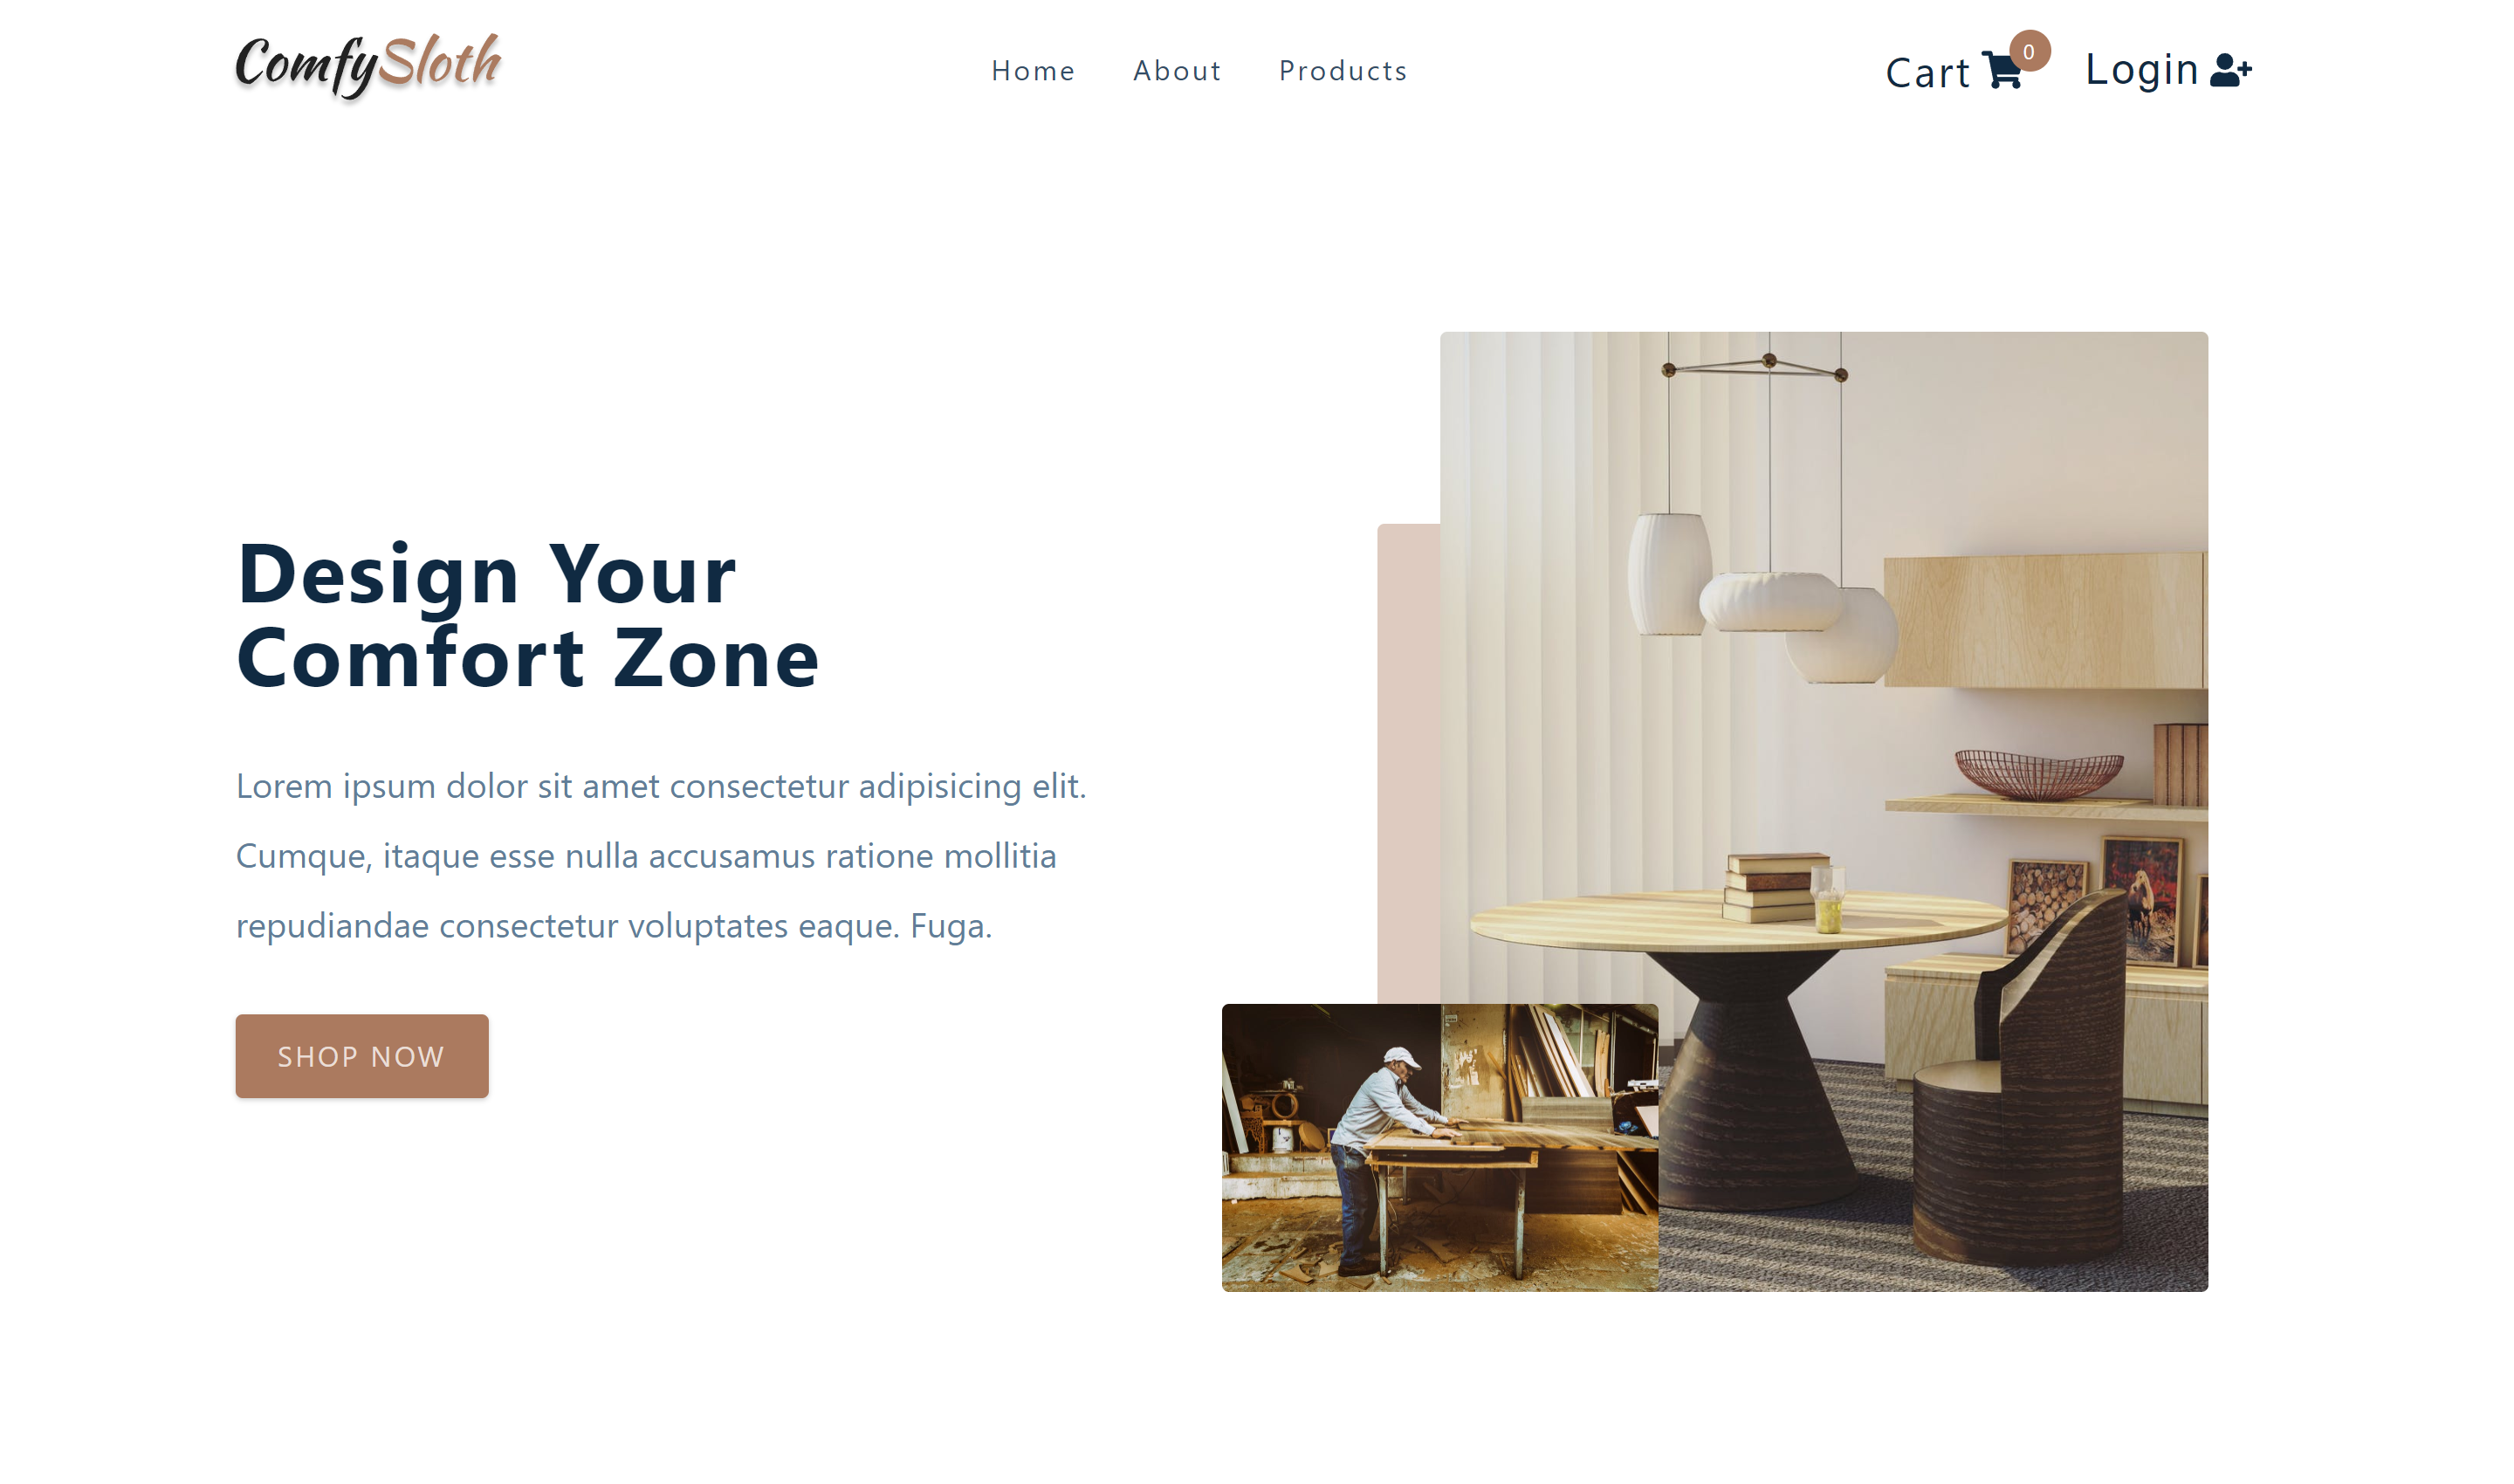 ComfySloth
Home About Products
Cart 0 Login
Design Your
Comfort Zone
Lorem ipsum dolor sit amet consectetur adipisicing elit.
Cumque, itaque esse nulla accusamus ratione mollitia
repudiandae consectetur voluptates eaque. Fuga.
SHOP NOW